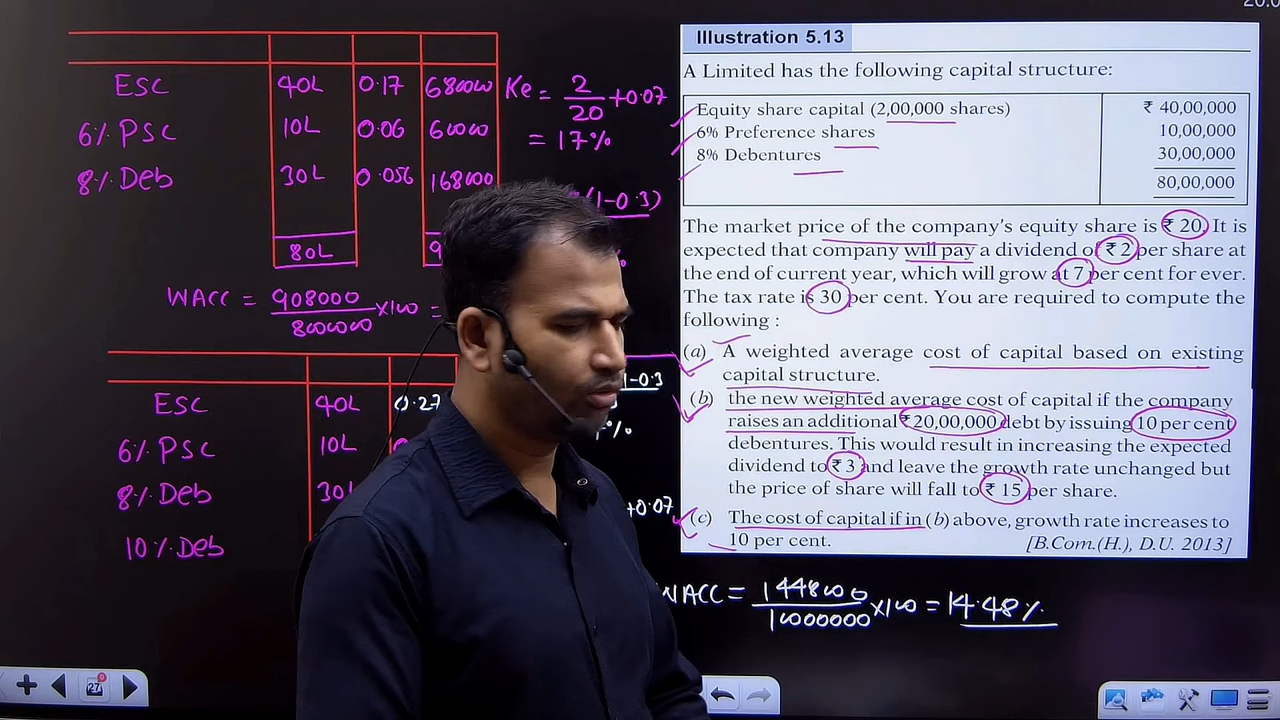 ESC 40L 0.17 680000
6% PSC 10L 0.06 60000
8% Deb 30L 0.056 168000
80L
Ke = 2/20 + 0.07
= 17%
(1-0.3)
WACC = 908000/8000000 × 100 =
ESC 40L 0.27
6% PSC 10L
8% Deb 30L
10% Deb
1-0.3
%
+0.07
Illustration 5.13
A Limited has the following capital structure:
Equity share capital (2,00,000 shares) ₹ 40,00,000
6% Preference shares 10,00,000
8% Debentures 30,00,000
80,00,000
The market price of the company's equity share is ₹ 20. It is
expected that company will pay a dividend of ₹ 2 per share at
the end of current year, which will grow at 7 per cent for ever.
The tax rate is 30 per cent. You are required to compute the
following :
(a) A weighted average cost of capital based on existing
capital structure.
(b) the new weighted average cost of capital if the company
raises an additional ₹ 20,00,000 debt by issuing 10 per cent
debentures. This would result in increasing the expected
dividend to ₹ 3 and leave the growth rate unchanged but
the price of share will fall to ₹ 15 per share.
(c) The cost of capital if in (b) above, growth rate increases to
10 per cent. [B.Com.(H.), D.U. 2013]
WACC = 1448000/10000000 × 100 = 14.48%
27